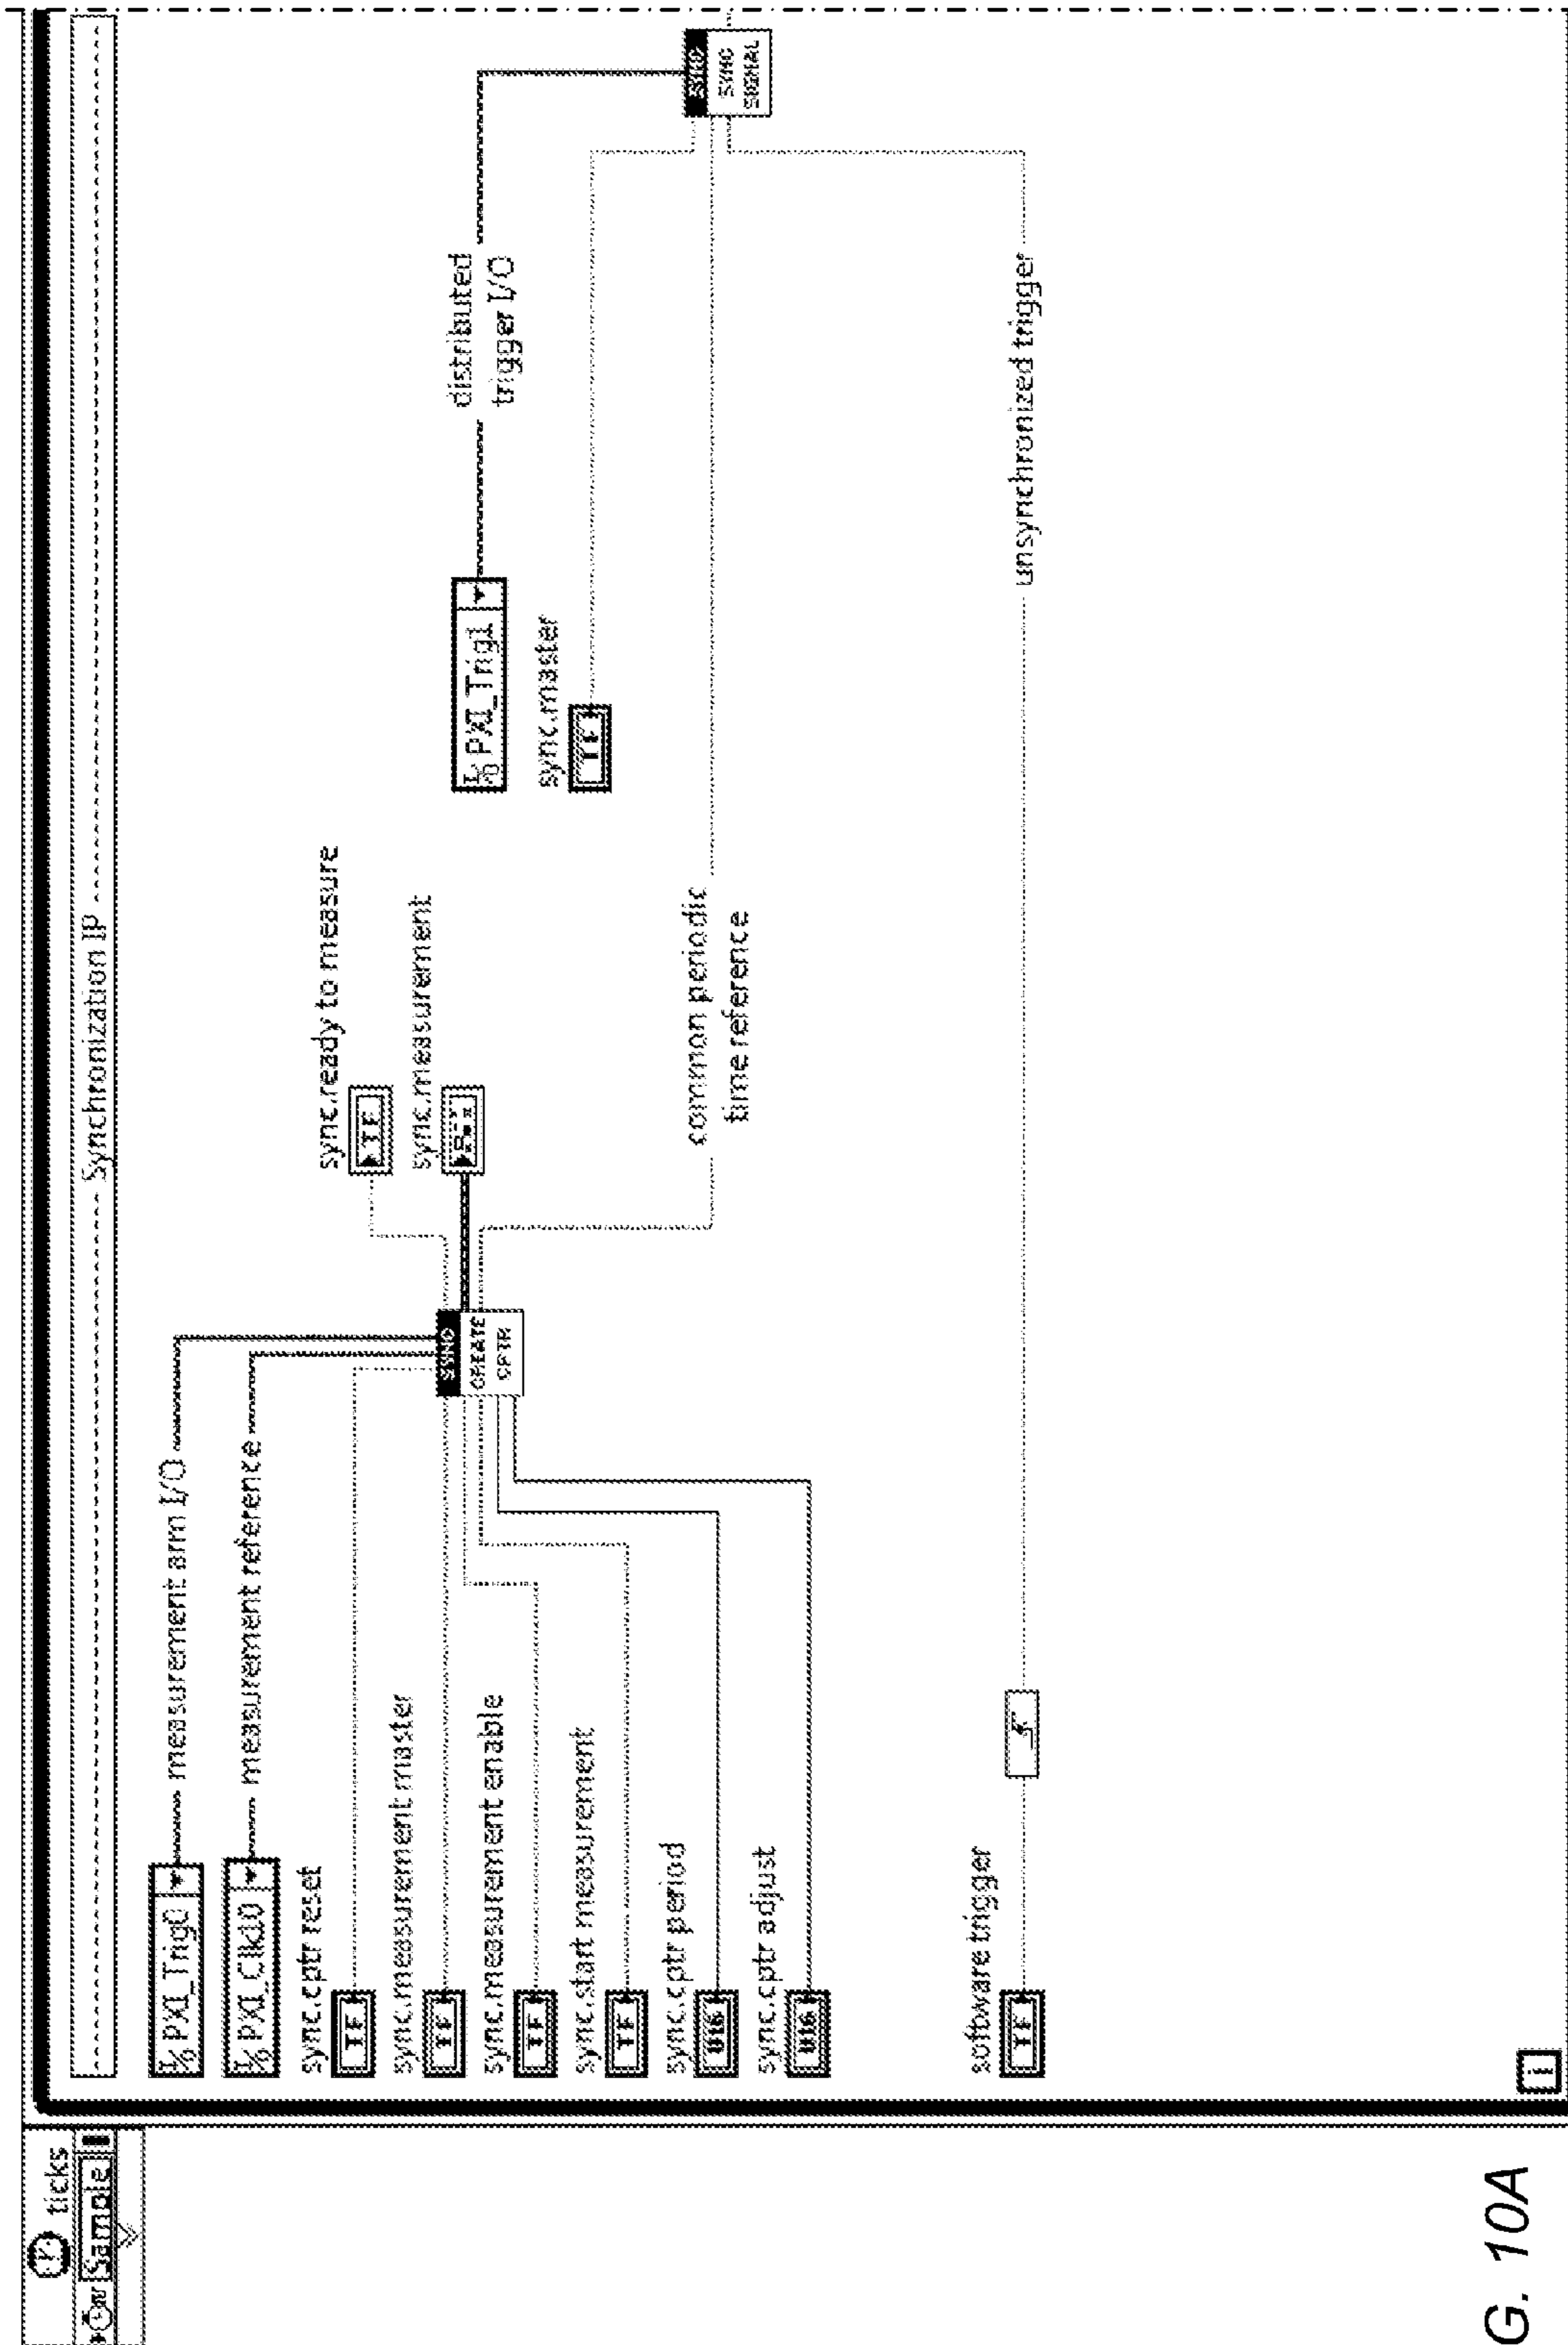 ticks
Sample
Synchronization IP
I/O PXI_Trig0
measurement arm I/O
I/O PXI_Clk10
measurement reference
sync.cptr reset
TF
sync.measurement master
TF
sync.measurement enable
TF
sync.start measurement
TF
sync.cptr period
U16
sync.cptr adjust
U16
software trigger
TF
SYNC
CREATE
CPTR
sync.ready to measure
TF
sync.measurement
common periodic
time reference
I/O PXI_Trig1
distributed
trigger I/O
sync.master
TF
unsynchronized trigger
SYNC
SYNC
SIGNAL
i
G. 10A